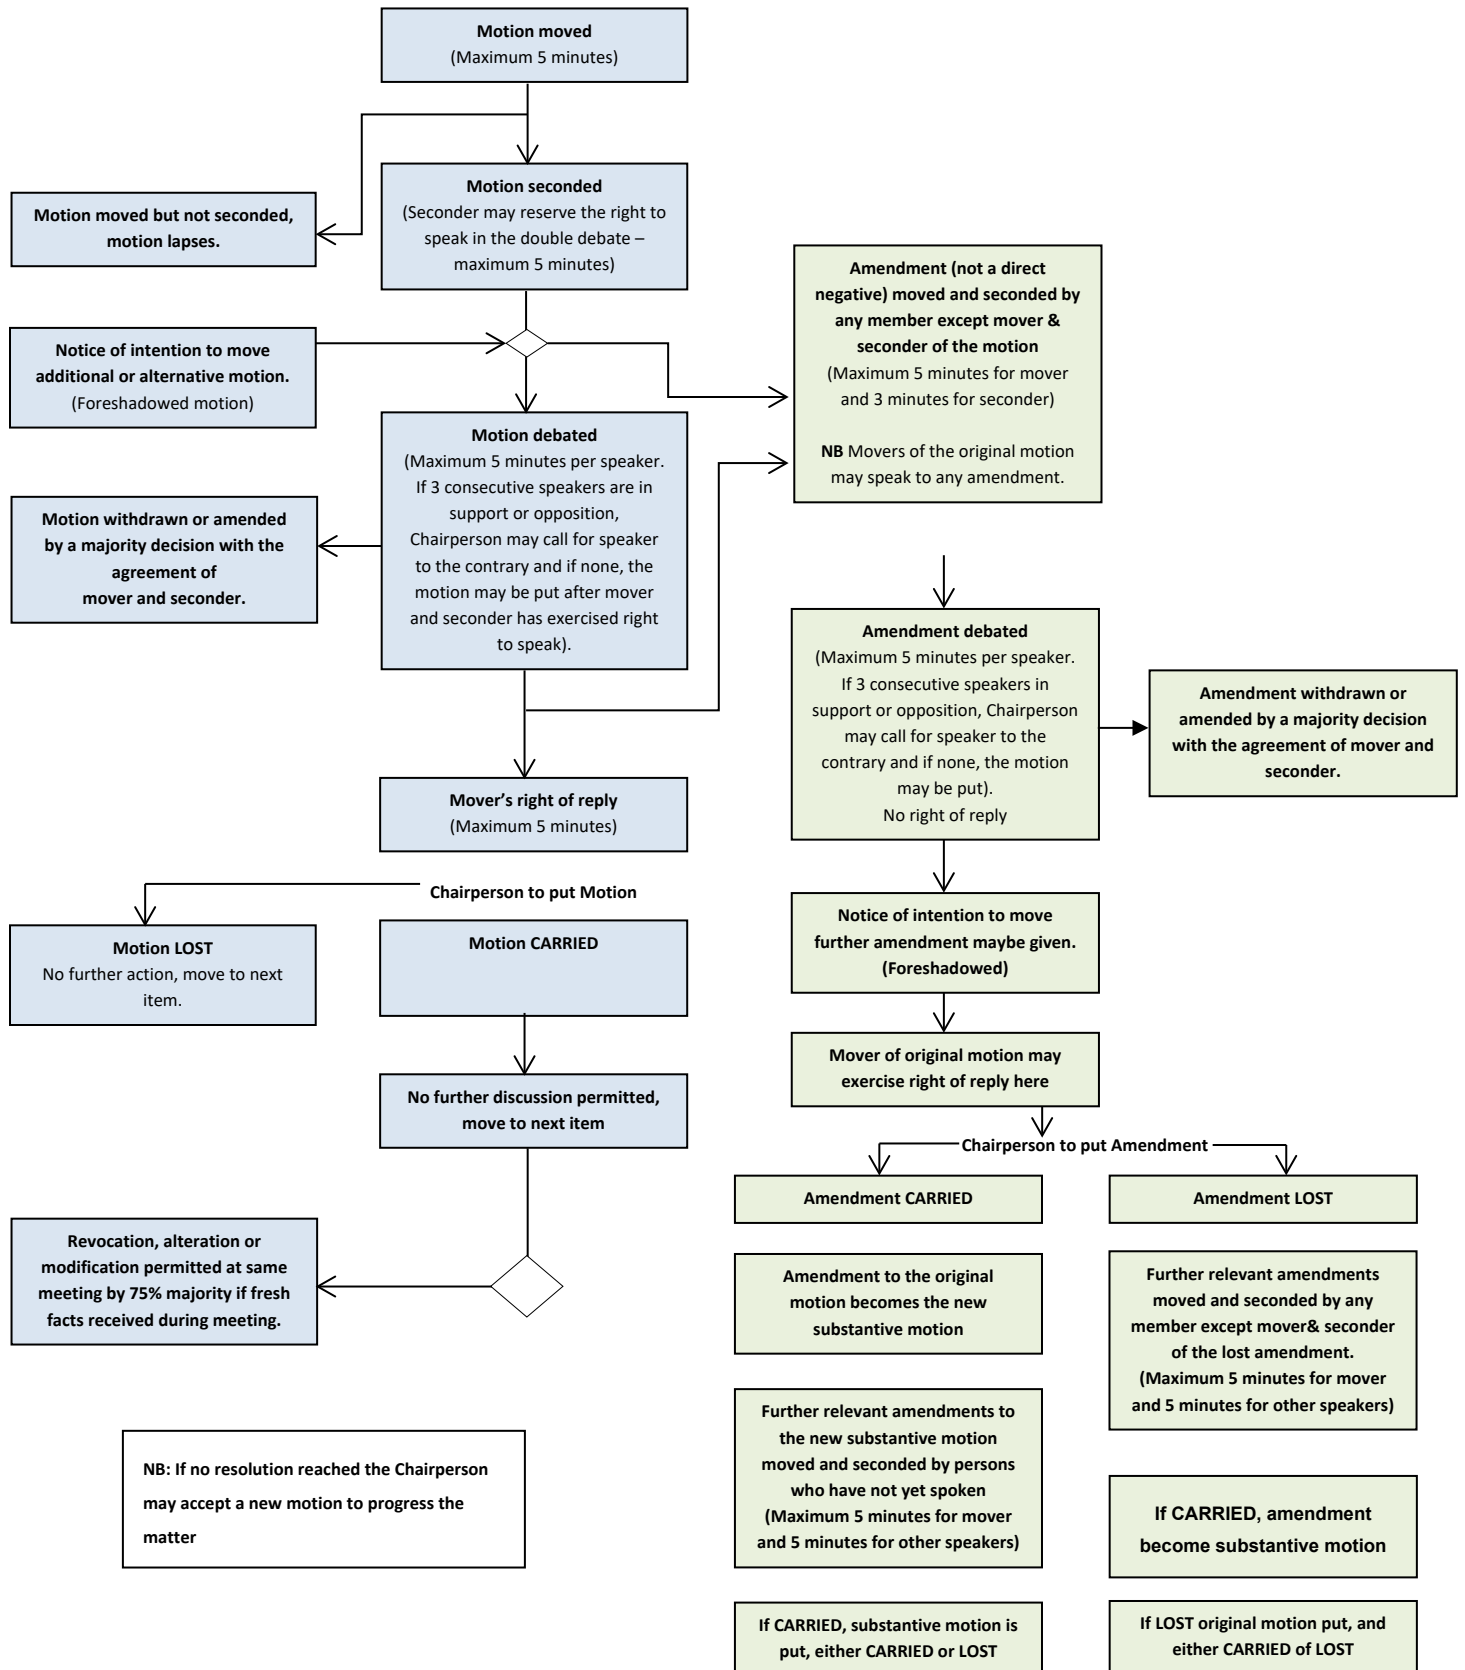 Motion moved
(Maximum 5 minutes)
Motion seconded
(Seconder may reserve the right to
speak in the double debate –
maximum 5 minutes)
Motion moved but not seconded,
motion lapses.
Notice of intention to move
additional or alternative motion.
(Foreshadowed motion)
Motion debated
(Maximum 5 minutes per speaker.
If 3 consecutive speakers are in
support or opposition,
Chairperson may call for speaker
to the contrary and if none, the
motion may be put after mover
and seconder has exercised right
to speak).
Motion withdrawn or amended
by a majority decision with the
agreement of
mover and seconder.
Mover’s right of reply
(Maximum 5 minutes)
Chairperson to put Motion
Motion LOST
No further action, move to next
item.
Motion CARRIED
No further discussion permitted,
move to next item
Revocation, alteration or
modification permitted at same
meeting by 75% majority if fresh
facts received during meeting.
NB: If no resolution reached the Chairperson
may accept a new motion to progress the
matter
Amendment (not a direct
negative) moved and seconded by
any member except mover &
seconder of the motion
(Maximum 5 minutes for mover
and 3 minutes for seconder)
NB Movers of the original motion
may speak to any amendment.
Amendment debated
(Maximum 5 minutes per speaker.
If 3 consecutive speakers in
support or opposition, Chairperson
may call for speaker to the
contrary and if none, the motion
may be put).
No right of reply
Amendment withdrawn or
amended by a majority decision
with the agreement of mover and
seconder.
Notice of intention to move
further amendment maybe given.
(Foreshadowed)
Mover of original motion may
exercise right of reply here
Chairperson to put Amendment
Amendment CARRIED
Amendment to the original
motion becomes the new
substantive motion
Further relevant amendments to
the new substantive motion
moved and seconded by persons
who have not yet spoken
(Maximum 5 minutes for mover
and 5 minutes for other speakers)
If CARRIED, substantive motion is
put, either CARRIED or LOST
Amendment LOST
Further relevant amendments
moved and seconded by any
member except mover& seconder
of the lost amendment.
(Maximum 5 minutes for mover
and 5 minutes for other speakers)
If CARRIED, amendment
become substantive motion
If LOST original motion put, and
either CARRIED of LOST